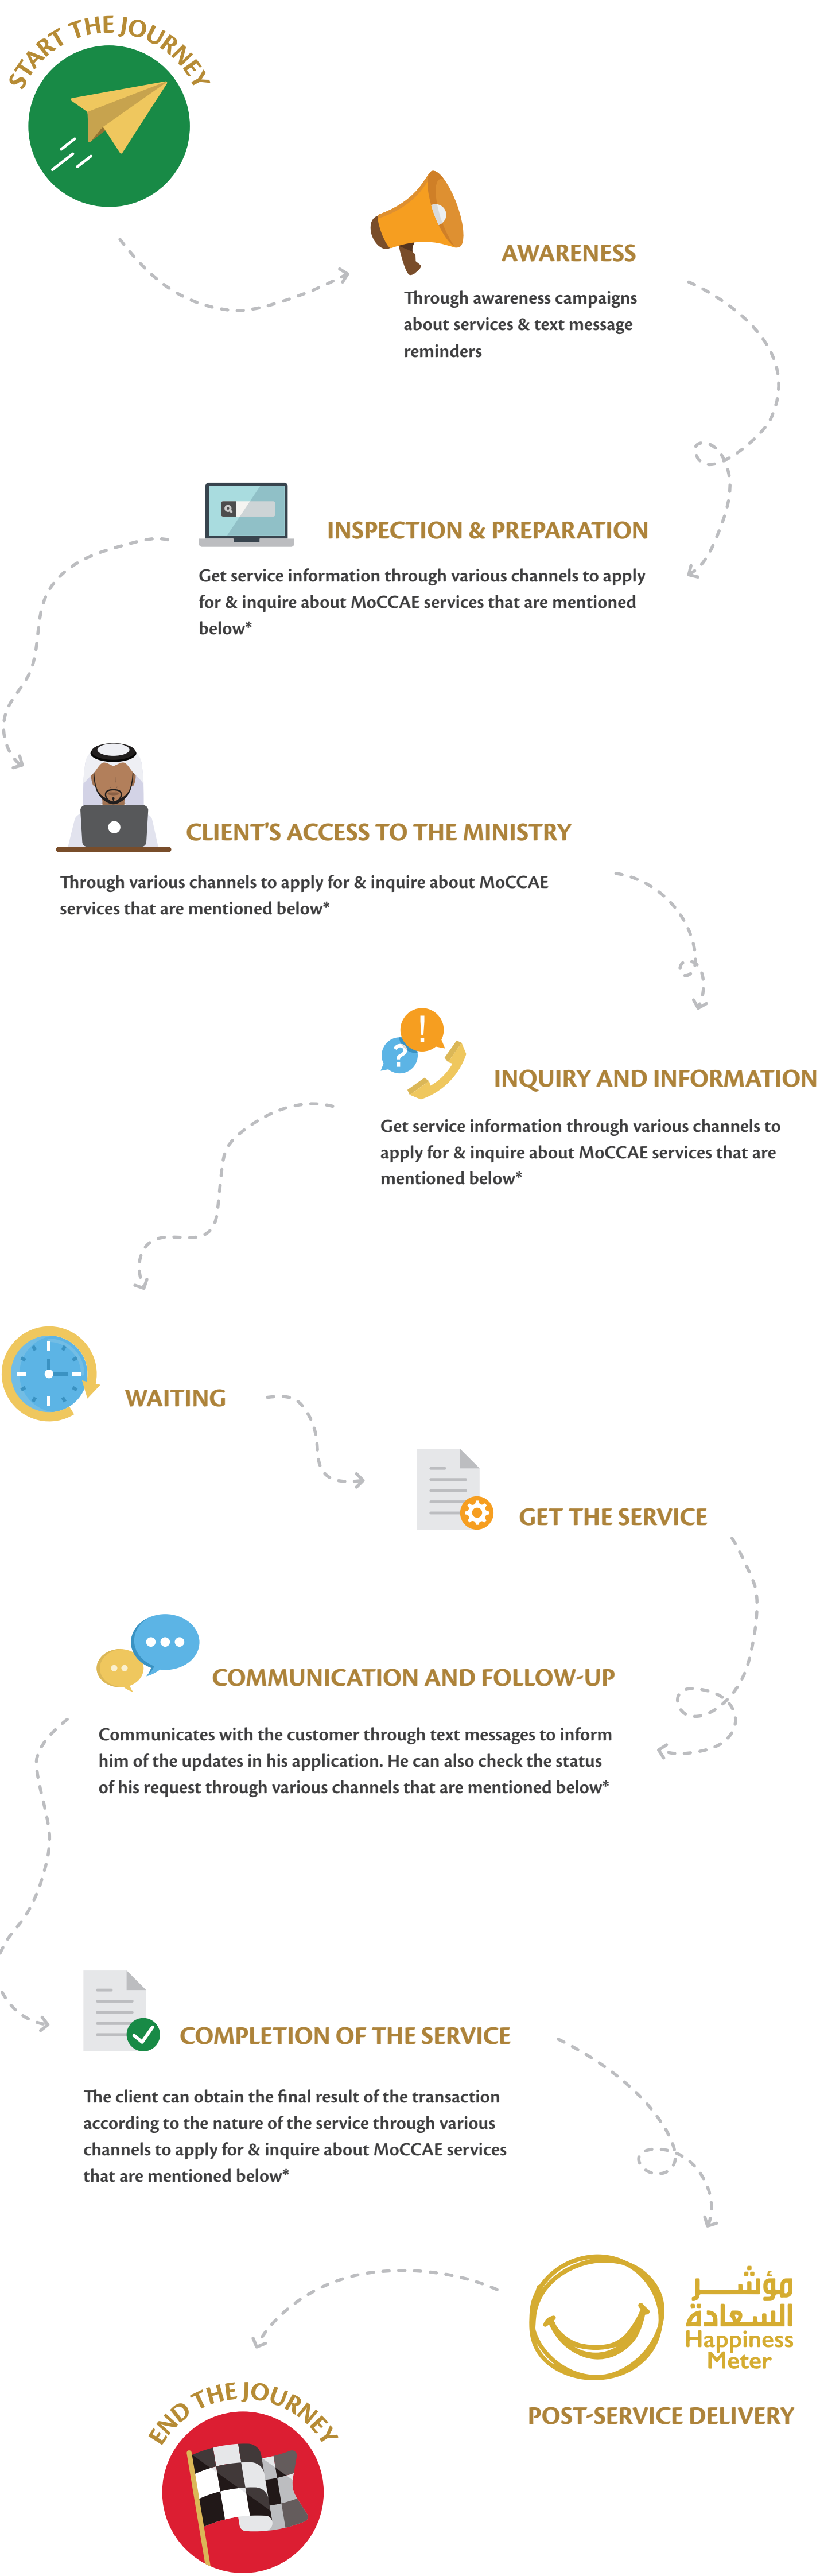 START THE JOURNEY
AWARENESS
Through awareness campaigns
about services & text message
reminders
INSPECTION & PREPARATION
Get service information through various channels to apply
for & inquire about MoCCAE services that are mentioned
below*
CLIENT'S ACCESS TO THE MINISTRY
Through various channels to apply for & inquire about MoCCAE
services that are mentioned below*
! 
?
INQUIRY AND INFORMATION
Get service information through various channels to
apply for & inquire about MoCCAE services that are
mentioned below*
WAITING
GET THE SERVICE
COMMUNICATION AND FOLLOW-UP
Communicates with the customer through text messages to inform
him of the updates in his application. He can also check the status
of his request through various channels that are mentioned below*
COMPLETION OF THE SERVICE
The client can obtain the final result of the transaction
according to the nature of the service through various
channels to apply for & inquire about MoCCAE services
that are mentioned below*
مؤشر
السعادة
Happiness
Meter
POST-SERVICE DELIVERY
END THE JOURNEY